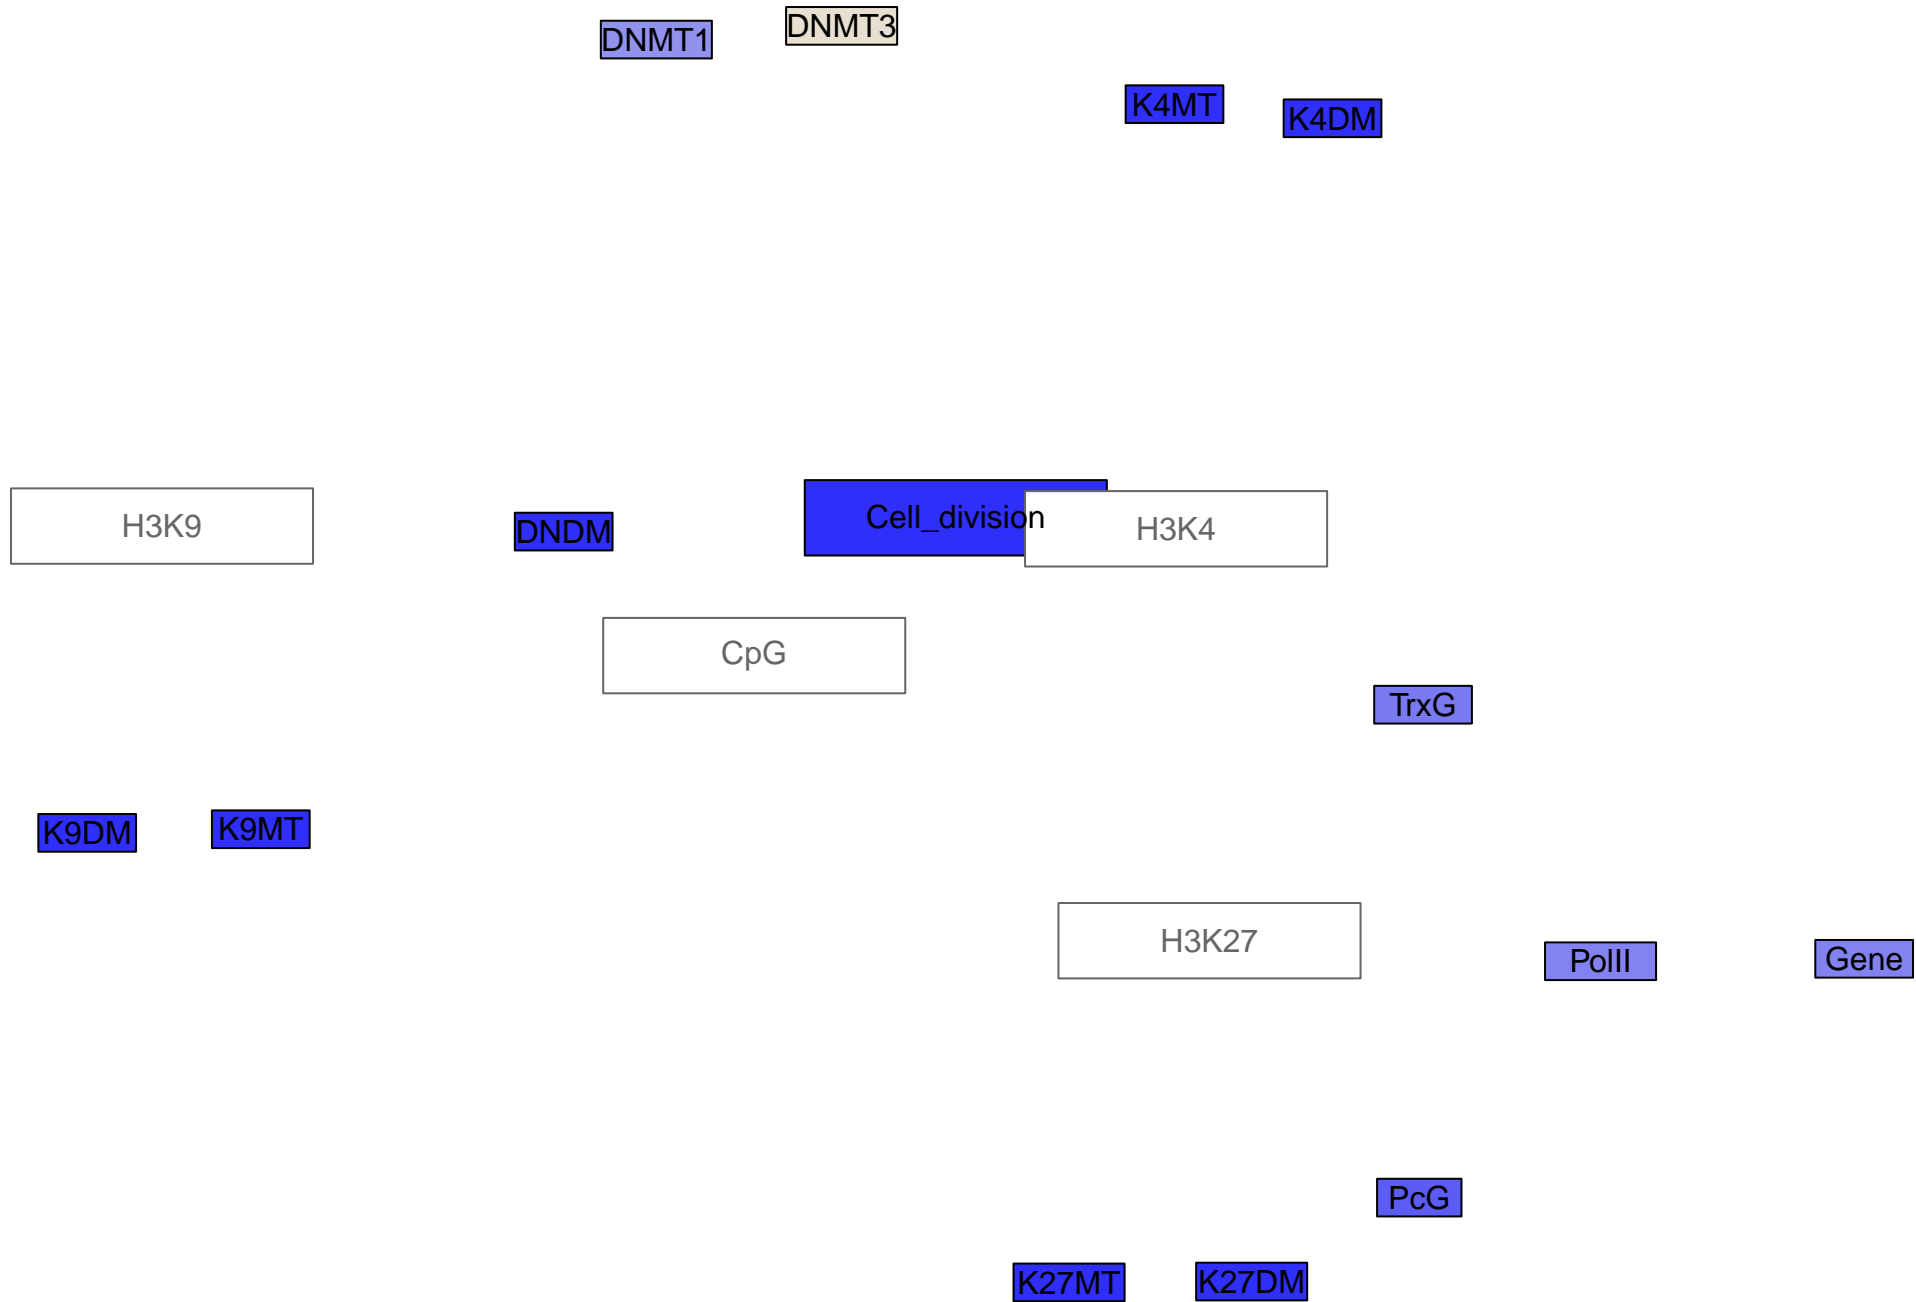 DNMT1
DNMT3
K4MT
K4DM
H3K9
DNDM
Cell_division
H3K4
CpG
TrxG
K9DM
K9MT
H3K27
PolII
Gene
PcG
K27MT
K27DM